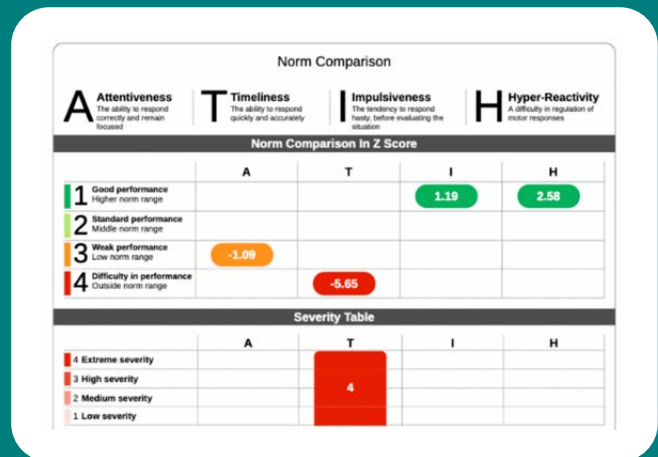 Norm Comparison
A Attentiveness
The ability to respond
correctly and remain
focused
T Timeliness
The ability to respond
quickly and accurately
I Impulsiveness
The tendency to respond
hasty, before evaluating the
situation
H Hyper-Reactivity
A difficulty in regulation of
motor responses
Norm Comparison In Z Score
A T I H
1 Good performance
Higher norm range
1.19 2.58
2 Standard performance
Middle norm range
3 Weak performance
Low norm range
-1.09
4 Difficulty in performance
Outside norm range
-5.65
Severity Table
A T I H
4 Extreme severity
3 High severity
4
2 Medium severity
1 Low severity